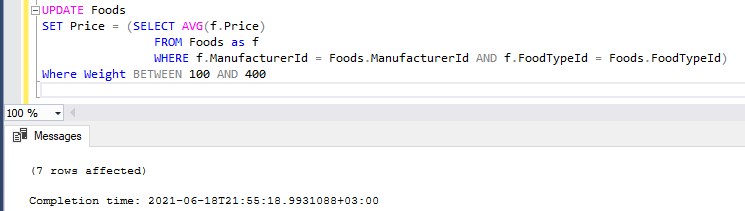 UPDATE Foods
SET Price = (SELECT AVG(f.Price)
FROM Foods as f
WHERE f.ManufacturerId = Foods.ManufacturerId AND f.FoodTypeId = Foods.FoodTypeId)
Where Weight BETWEEN 100 AND 400
100 %
Messages
(7 rows affected)
Completion time: 2021-06-18T21:55:18.9931088+03:00